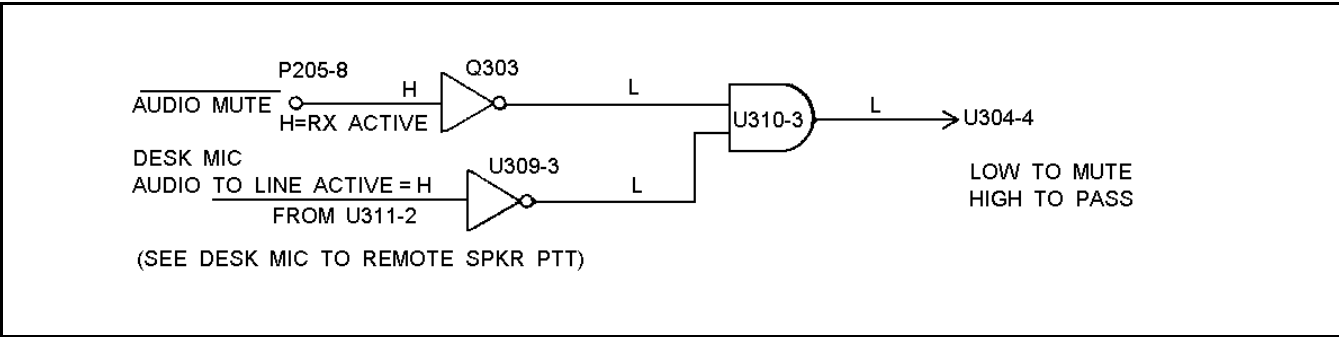 P205-8
Q303
AUDIO MUTE
H
L
H=RX ACTIVE
U310-3
L
U304-4
DESK MIC
AUDIO TO LINE ACTIVE = H
U309-3
L
FROM U311-2
LOW TO MUTE
HIGH TO PASS
(SEE DESK MIC TO REMOTE SPKR PTT)